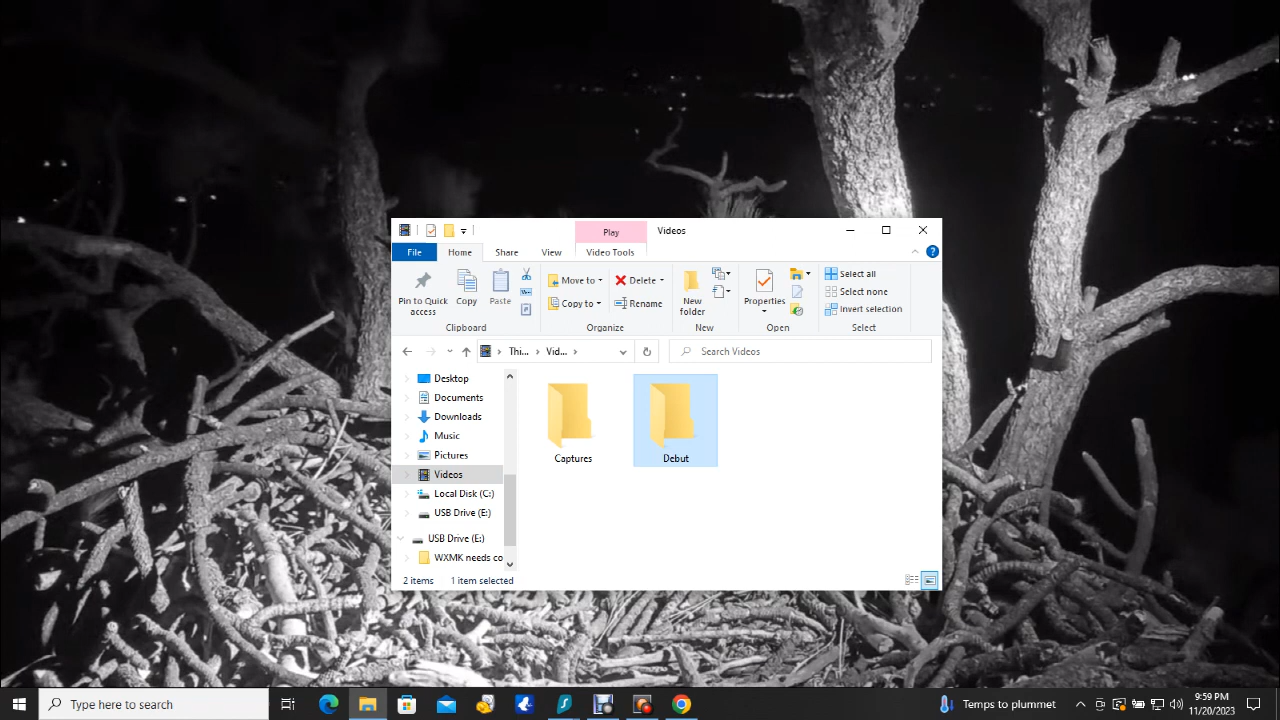 Play
Videos
File
Home
Share
View
Video Tools
Pin to Quick access
Copy
Paste
Move to
Copy to
Delete
Rename
New folder
Properties
Select all
Select none
Invert selection
Clipboard
Organize
New
Open
Select
Thi...
Vid...
Search Videos
Desktop
Documents
Downloads
Music
Pictures
Videos
Local Disk (C:)
USB Drive (E:)
USB Drive (E:)
WXMK needs co
Captures
Debut
2 items
1 item selected
Type here to search
Temps to plummet
9:59 PM
11/20/2023